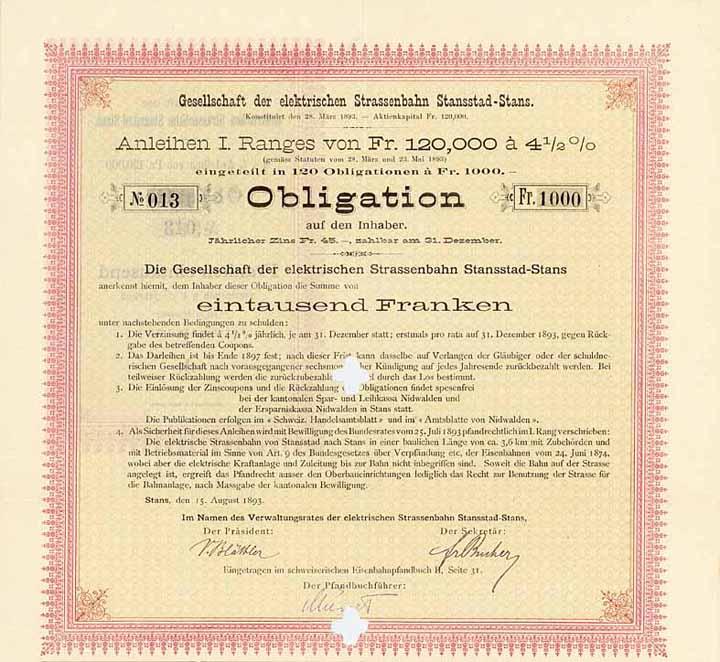 Gesellschaft der elektrischen Strassenbahn Stansstad-Stans.
(Konstituirt den 28. März 1893. — Aktienkapital Fr. 120,000.
Anleihen I. Ranges von Fr. 120,000 à 4½%
(gemäss Statuten vom 28. März und 23. Mai 1893)
eingeteilt in 120 Obligationen à Fr. 1000. –
№ 013
Obligation
Fr. 1000
auf den Inhaber.
Jährlicher Zins Fr. 45. –, zahlbar am 31. Dezember.
Die Gesellschaft der elektrischen Strassenbahn Stansstad-Stans
anerkennt hiemit, dem Inhaber dieser Obligation die Summe von
eintausend Franken
unter nachstehenden Bedingungen zu schulden:
1. Die Verzinsung findet à 4½% jährlich, je am 31. Dezember statt; erstmals pro rata auf 31. Dezember 1893, gegen Rück-
gabe des betreffenden Coupons.
2. Das Darleihen ist bis Ende 1897 fest; nach dieser Frist kann dasselbe auf Verlangen der Gläubiger oder der schuldne-
rischen Gesellschaft nach vorausgegangener Kündigung auf jedes Jahresende zurückbezahlt werden. Bei
teilweiser Rückzahlung werden die durch das Los bestimmt.
3. Die Einlösung der Zinscoupons und die Rückzahlung Obligationen findet spesenfrei
bei der kantonalen Spar- und Leihkassa Nidwalden und
der Ersparniskassa Nidwalden in Stans statt.
Die Publikationen erfolgen im « Schweiz. Handelsamtsblatt » und im « Amtsblatte von Nidwalden ».
4. Als Sicherheit für dieses Anleihen wird mit Bewilligung des Bundesrates vom 25. Juli 1893 pfandrechtlich im I. Rang verschrieben:
Die elektrische Strassenbahn von Stansstad nach Stans in einer baulichen Länge von ca. 3,6 km mit Zubehörden und
mit Betriebsmaterial im Sinne von Art. 9 des Bundesgesetzes über Verpfändung etc. der Eisenbahnen vom 24. Juni 1874,
wobei aber die elektrische Kraftanlage und Zuleitung bis zur Bahn nicht inbegriffen sind. Soweit die Bahn auf der Strasse
angelegt ist, ergreift das Pfandrecht ausser den Oberbaueinrichtungen lediglich das Recht zur Benutzung der Strasse für
die Bahnanlage, nach Massgabe der kantonalen Bewilligung.
Stans, den 15. August 1893.
Im Namen des Verwaltungsrates der elektrischen Strassenbahn Stansstad-Stans,
Der Präsident:
Der Sekretär:
V. Blättler
Bucher
Eingetragen im schweizerischen Eisenbahnpfandbuch II, Seite 31.
Der Pfandbuchführer: